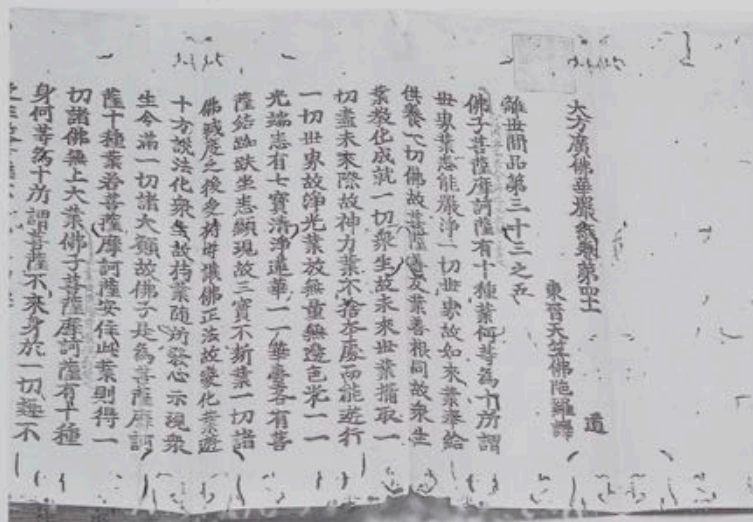 大方廣佛華嚴經卷第四十一
東晉天竺佛陀羅譯 道
離世間品第三十三之五
佛子菩薩摩訶薩有十種業何等為十所謂
世界業悉能嚴淨一切世界故如來業奉給
供養一切佛故菩薩友業善根同故衆生
業教化成就一切衆生故未來世業攝取一
切盡未來際故神力業不捨本處而能遊行
一切世界故淨光業放無量無邊色光一一
光端悉有七寶清淨蓮華一一華臺各有菩
薩結跏趺坐悉顯現故三寶不斷業一切諸
佛滅度之後受持守護佛正法故變化業遊
十方說法化衆生故持業隨所發心示現衆
生令滿一切諸大願故佛子是為菩薩摩訶
薩十種業若菩薩摩訶薩安住此業則得一
切諸佛無上大業佛子菩薩摩訶薩有十種
身何等為十所謂菩薩不來身於一切趣不